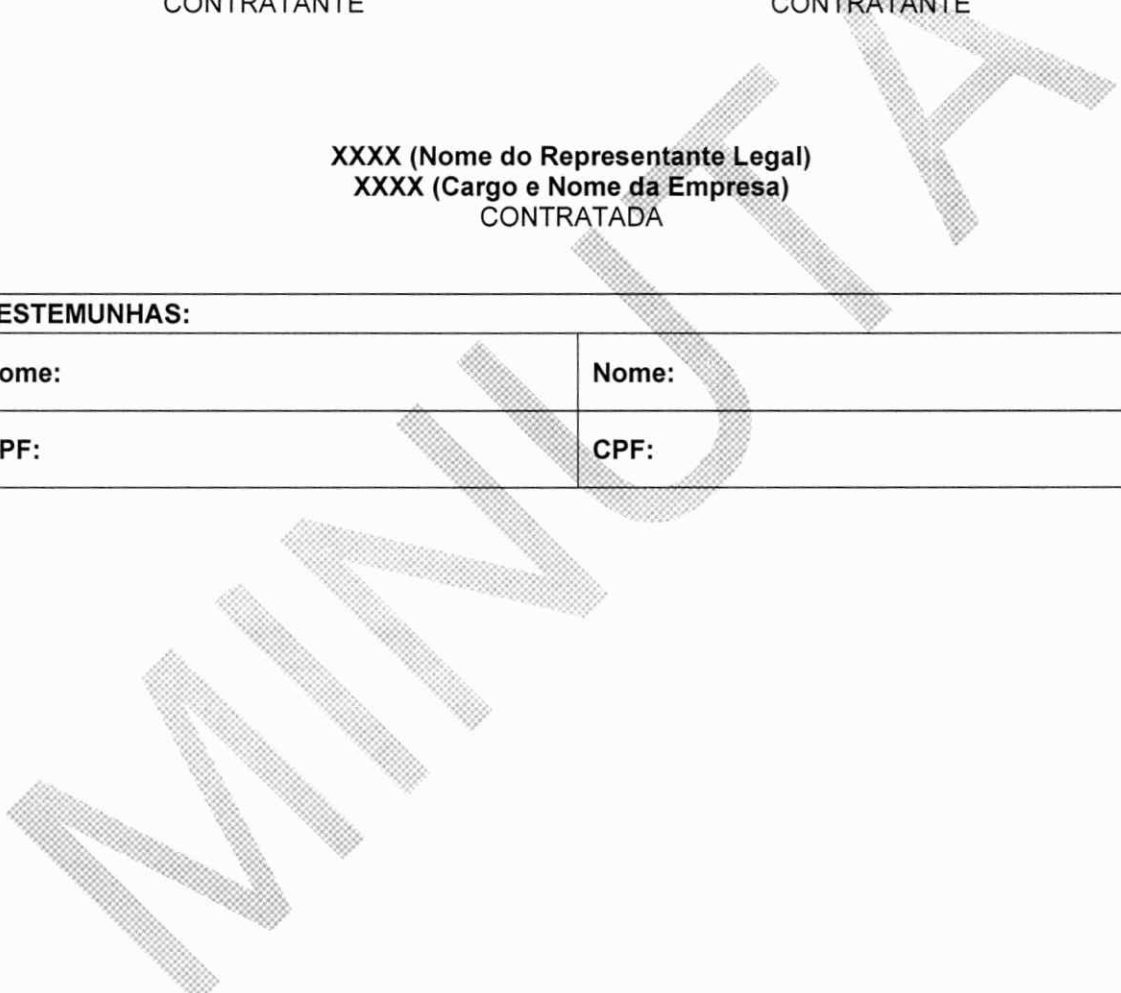 CONTRATANTE CONTRATANTE
XXXX (Nome do Representante Legal)
XXXX (Cargo e Nome da Empresa)
CONTRATADA
ESTEMUNHAS:
ome: Nome:
PF: CPF:
MINUTA